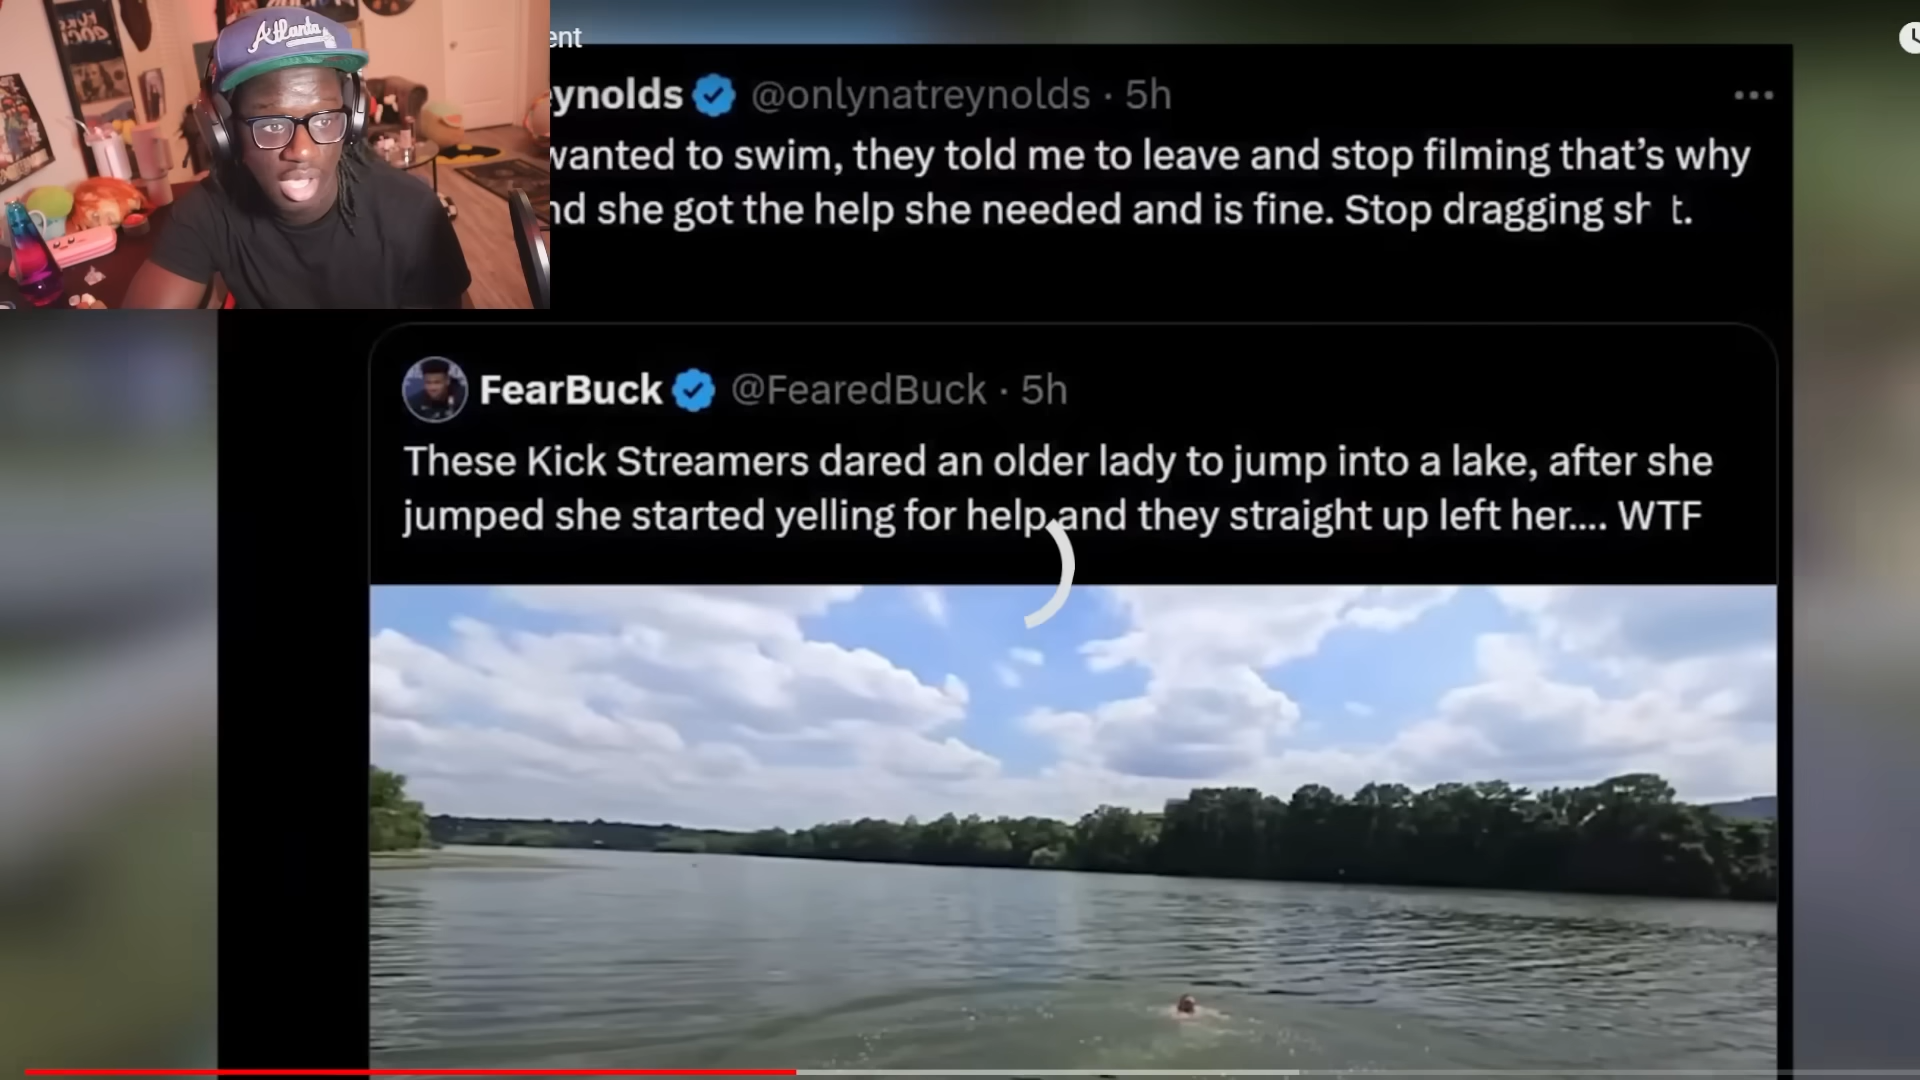 Atlanta
ent
ynolds @onlynatreynolds · 5h
wanted to swim, they told me to leave and stop filming that's why
nd she got the help she needed and is fine. Stop dragging sh t.
FearBuck @FearedBuck · 5h
These Kick Streamers dared an older lady to jump into a lake, after she
jumped she started yelling for help and they straight up left her.... WTF